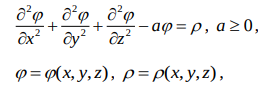 ∂²φ/∂x² + ∂²φ/∂y² + ∂²φ/∂z² − aφ = ρ, a ≥ 0,
φ = φ(x, y, z), ρ = ρ(x, y, z),